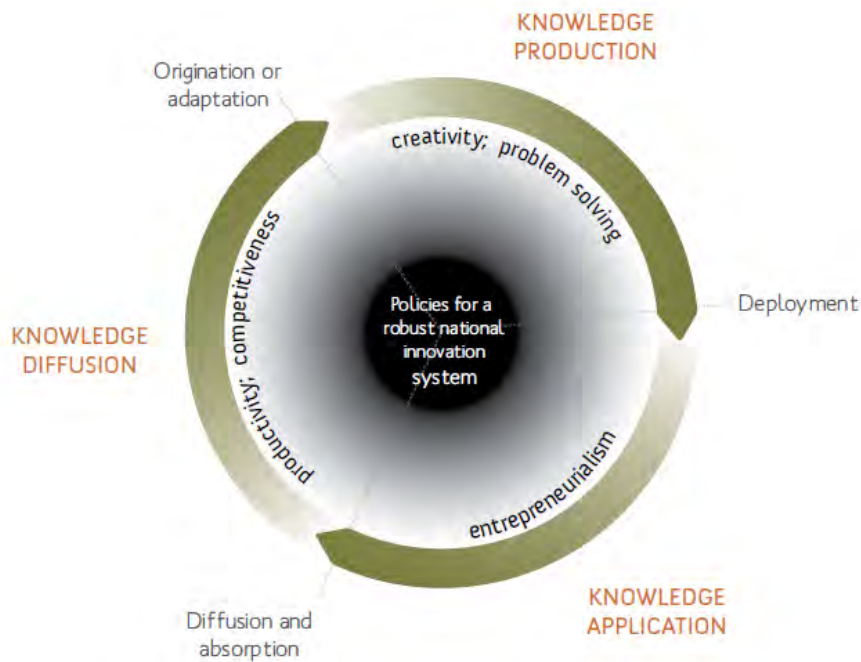 KNOWLEDGE
PRODUCTION
Origination or
adaptation
creativity; problem solving
productivity; competitiveness
Policies for a
robust national
innovation
system
Deployment
KNOWLEDGE
DIFFUSION
entrepreneurialism
KNOWLEDGE
APPLICATION
Diffusion and
absorption